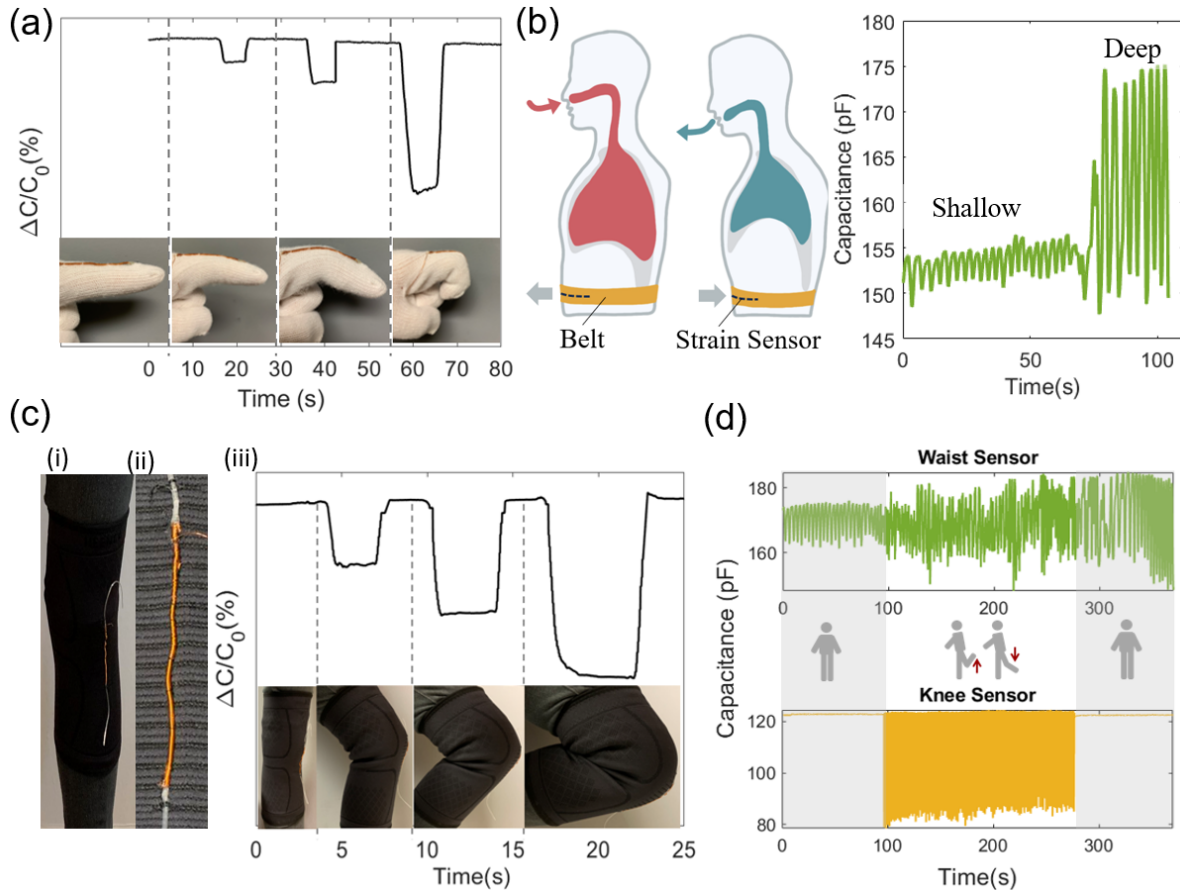 (a)
ΔC/C₀(%)
0 10 20 30 40 50 60 70 80
Time (s)
(b)
Belt
Strain Sensor
180
175
170
165
160
155
150
145
Capacitance (pF)
Shallow
Deep
0 50 100
Time(s)
(c)
(i)
(ii)
(iii)
ΔC/C₀(%)
0 5 10 15 20 25
Time(s)
(d)
Waist Sensor
180
160
0 100 200 300
Capacitance (pF)
Knee Sensor
120
100
80
0 100 200 300
Time(s)